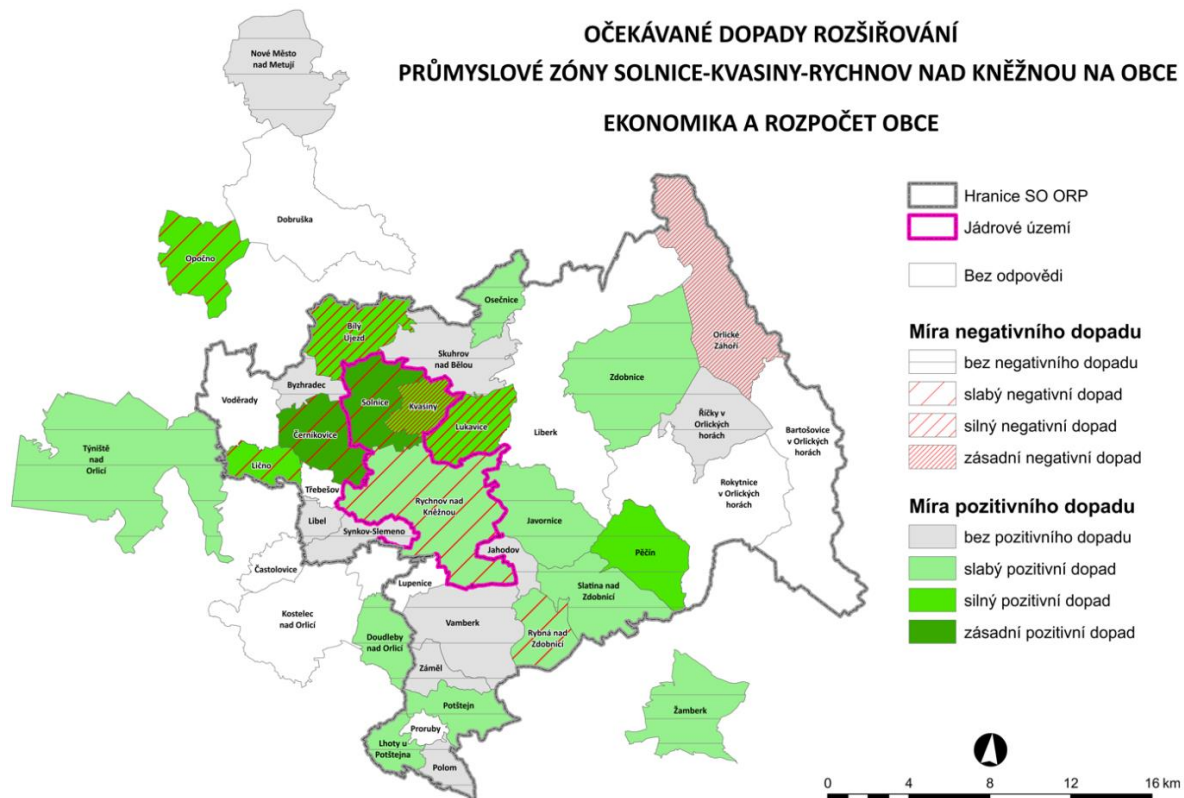 OČEKÁVANÉ DOPADY ROZŠIŘOVÁNÍ
PRŮMYSLOVÉ ZÓNY SOLNICE-KVASINY-RYCHNOV NAD KNĚŽNOU NA OBCE
EKONOMIKA A ROZPOČET OBCE
Hranice SO ORP
Jádrové území
Bez odpovědi
Míra negativního dopadu
bez negativního dopadu
slabý negativní dopad
silný negativní dopad
zásadní negativní dopad
Míra pozitivního dopadu
bez pozitivního dopadu
slabý pozitivní dopad
silný pozitivní dopad
zásadní pozitivní dopad
Nové Město
nad Metují
Dobruška
Opočno
Osečnice
Bílý
Újezd
Skuhrov
nad Bělou
Orlické
Záhoří
Byzhradec
Zdobnice
Voděrady
Solnice
Kvasiny
Lukavice
Říčky v
Orlických
horách
Liberk
Bartošovice
v Orlických
horách
Týniště
nad
Orlicí
Černíkovice
Lično
Třebešov
Rokytnice
v Orlických
horách
Rychnov nad
Kněžnou
Libel
Synkov-Slemeno
Javornice
Jahodov
Pěčín
Častolovice
Lupenice
Slatina nad
Zdobnicí
Kostelec
nad Orlicí
Vamberk
Doudleby
nad Orlicí
Rybná nad
Zdobnicí
Záměl
Potštejn
Žamberk
Proruby
Lhoty u
Potštejna
Polom
0 4 8 12 16 km